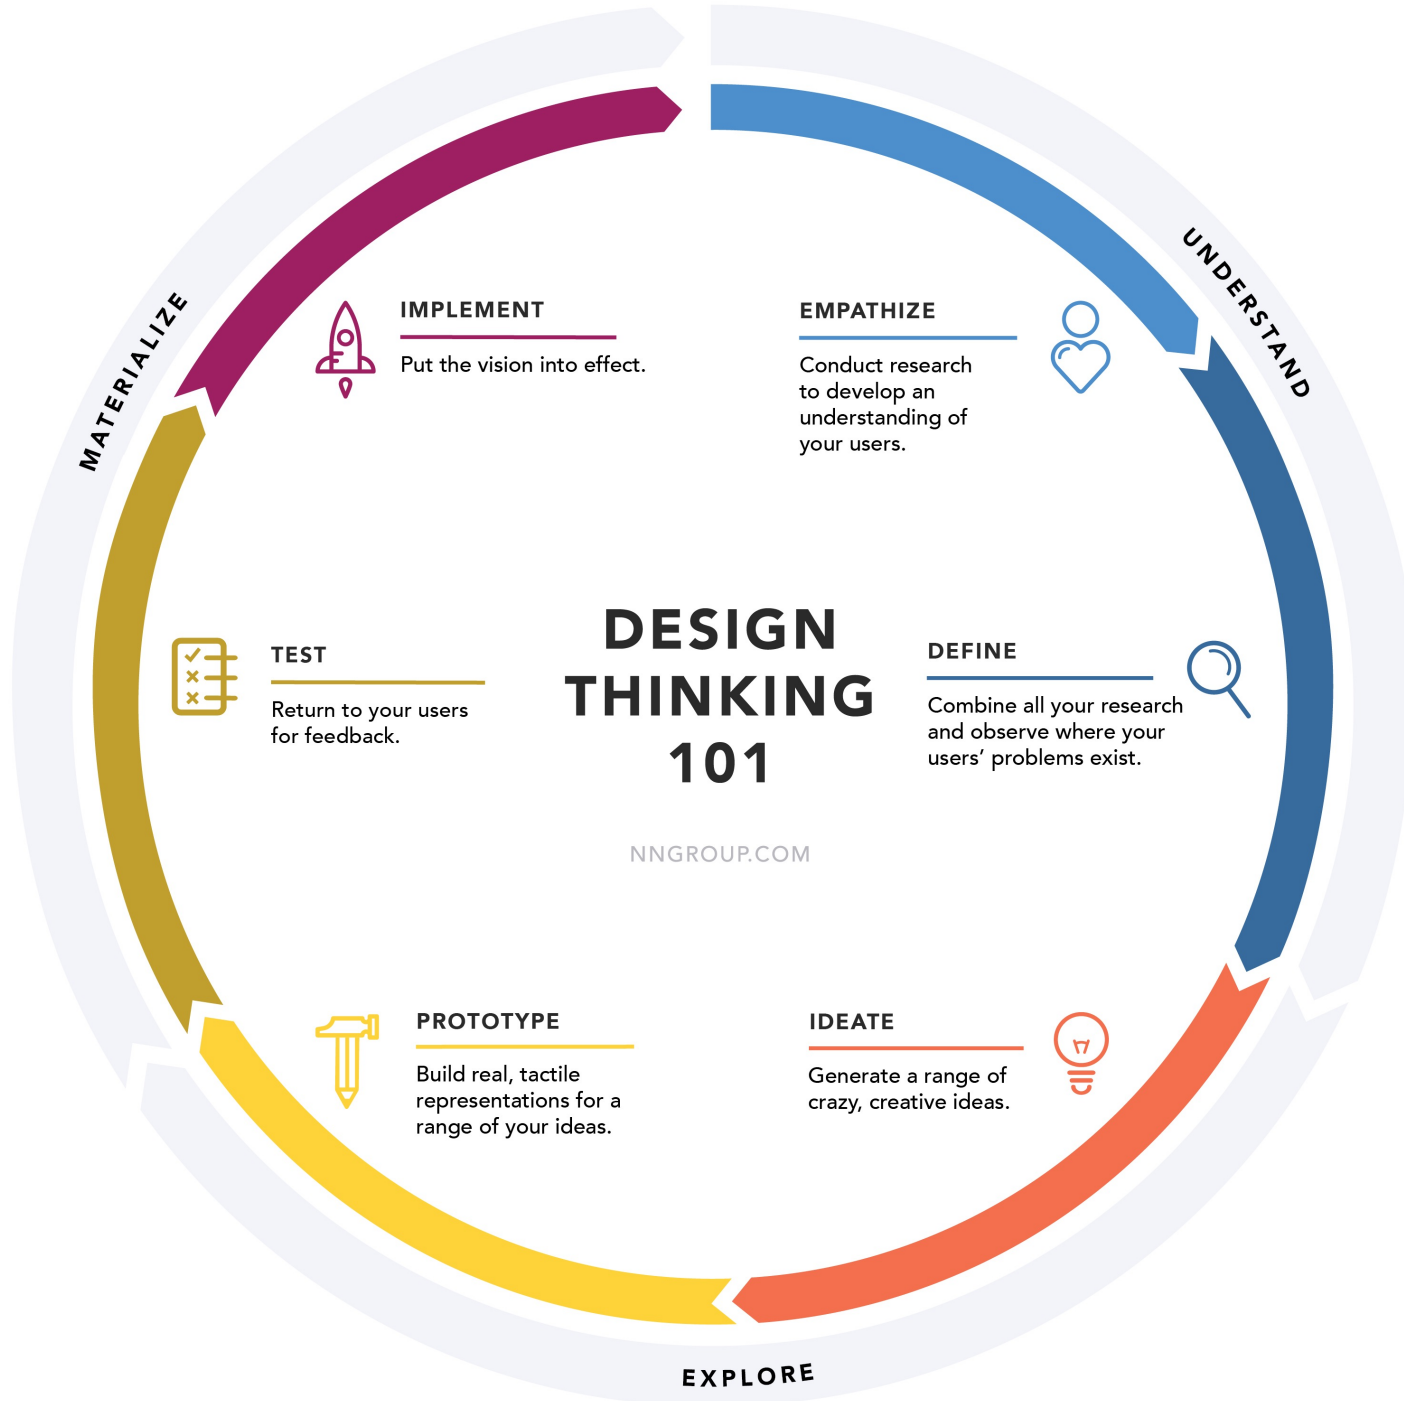 DESIGN
THINKING
101
NNGROUP.COM
UNDERSTAND
EMPATHIZE
Conduct research
to develop an
understanding of
your users.
DEFINE
Combine all your research
and observe where your
users’ problems exist.
EXPLORE
IDEATE
Generate a range of
crazy, creative ideas.
PROTOTYPE
Build real, tactile
representations for a
range of your ideas.
MATERIALIZE
TEST
Return to your users
for feedback.
IMPLEMENT
Put the vision into effect.